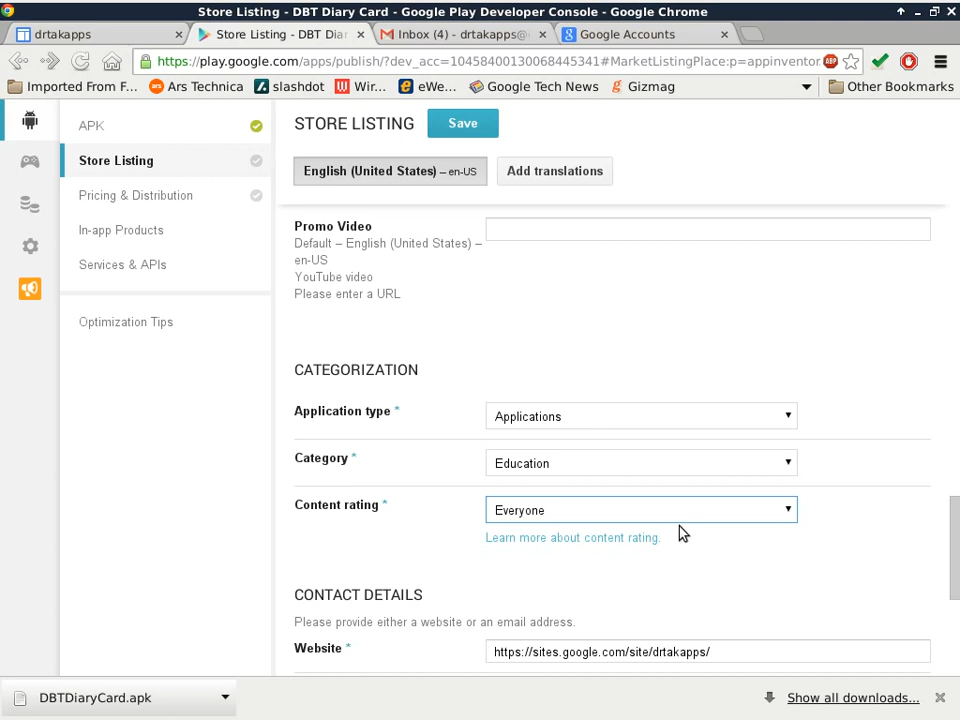 Store Listing - DBT Diary Card - Google Play Developer Console - Google Chrome
drtakapps
Store Listing - DBT Diar
Inbox (4) - drtakapps@
Google Accounts
https://play.google.com/apps/publish/?dev_acc=10458400130068445341#MarketListingPlace:p=appinventor
ABP
Imported From F...
Ars Technica
slashdot
Wir...
eWe...
Google Tech News
Gizmag
Other Bookmarks
APK
Store Listing
Pricing & Distribution
In-app Products
Services & APIs
Optimization Tips
STORE LISTING
Save
English (United States) – en-US
Add translations
Promo Video
Default – English (United States) –
en-US
YouTube video
Please enter a URL
CATEGORIZATION
Application type *
Applications
Category *
Education
Content rating *
Everyone
Learn more about content rating.
CONTACT DETAILS
Please provide either a website or an email address.
Website *
https://sites.google.com/site/drtakapps/
DBTDiaryCard.apk
Show all downloads...